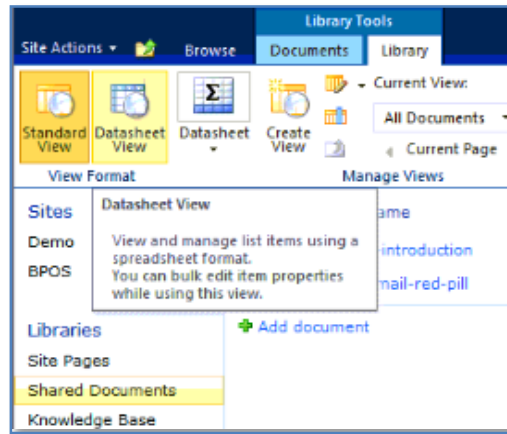 Library Tools
Site Actions Browse Documents Library
Standard View
Datasheet View
Datasheet
Create View
Current View:
All Documents
Current Page
View Format
Manage Views
Sites
Demo
BPOS
Datasheet View
View and manage list items using a
spreadsheet format.
You can bulk edit item properties
while using this view.
ame
-introduction
mail-red-pill
Add document
Libraries
Site Pages
Shared Documents
Knowledge Base